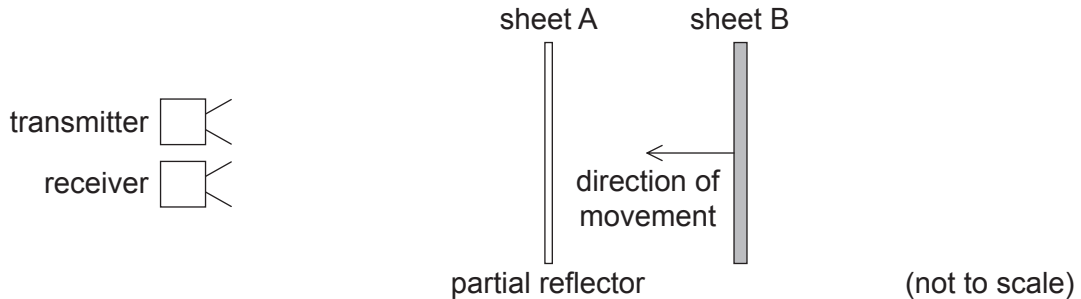 sheet A
sheet B
transmitter
receiver
direction of
movement
partial reflector
(not to scale)